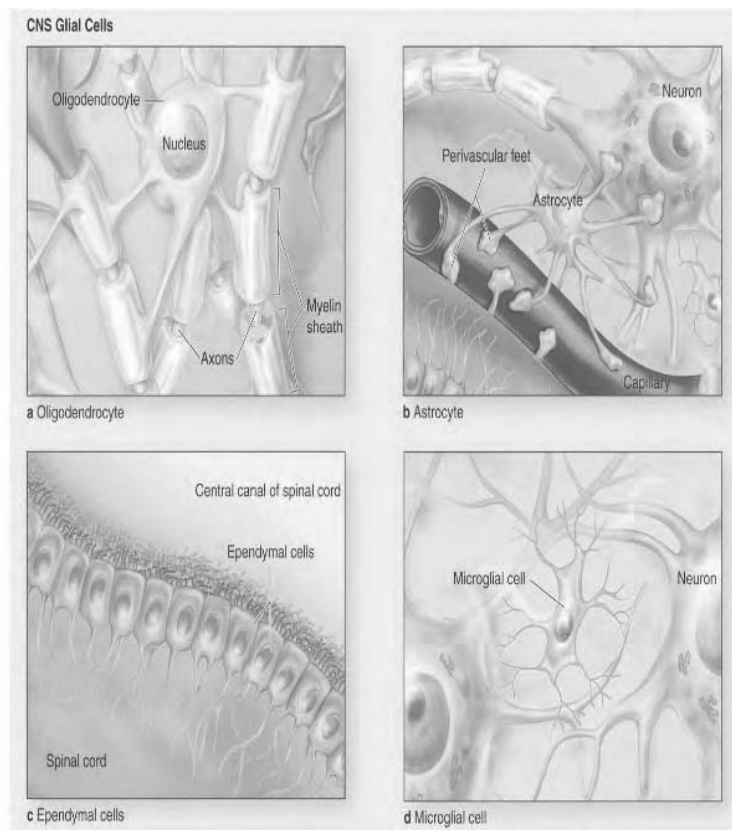 CNS Glial Cells
Oligodendrocyte
Nucleus
Myelin
sheath
Axons
a Oligodendrocyte
Neuron
Perivascular feet
Astrocyte
Capillary
b Astrocyte
Central canal of spinal cord
Ependymal cells
Spinal cord
c Ependymal cells
Microglial cell
Neuron
d Microglial cell